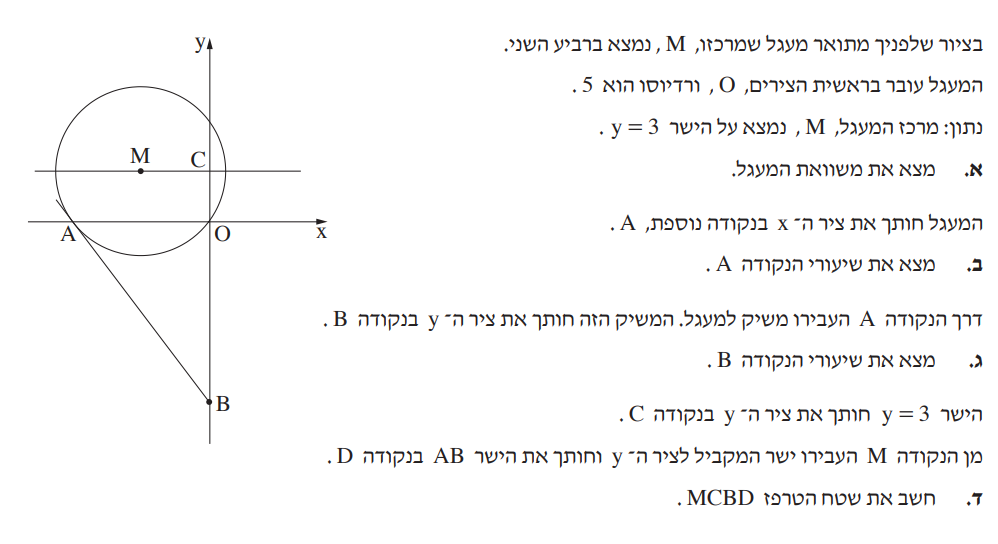 בציור שלפניך מתואר מעגל שמרכזו, M , נמצא ברביע השני.
המעגל עובר בראשית הצירים, O , ורדיוסו הוא 5 .
נתון: מרכז המעגל, M , נמצא על הישר y = 3 .
א. מצא את משוואת המעגל.
המעגל חותך את ציר ה־ x בנקודה נוספת, A .
ב. מצא את שיעורי הנקודה A .
דרך הנקודה A העבירו משיק למעגל. המשיק הזה חותך את ציר ה־ y בנקודה B .
ג. מצא את שיעורי הנקודה B .
הישר y = 3 חותך את ציר ה־ y בנקודה C .
מן הנקודה M העבירו ישר המקביל לציר ה־ y וחותך את הישר AB בנקודה D .
ד. חשב את שטח הטרפז MCBD .
y
M
C
A
O
x
B